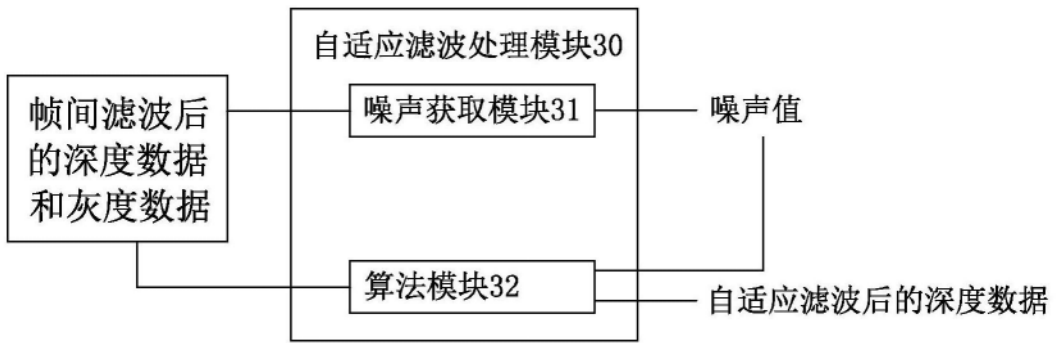 自适应滤波处理模块30
帧间滤波后
的深度数据
和灰度数据
噪声获取模块31
噪声值
算法模块32
自适应滤波后的深度数据